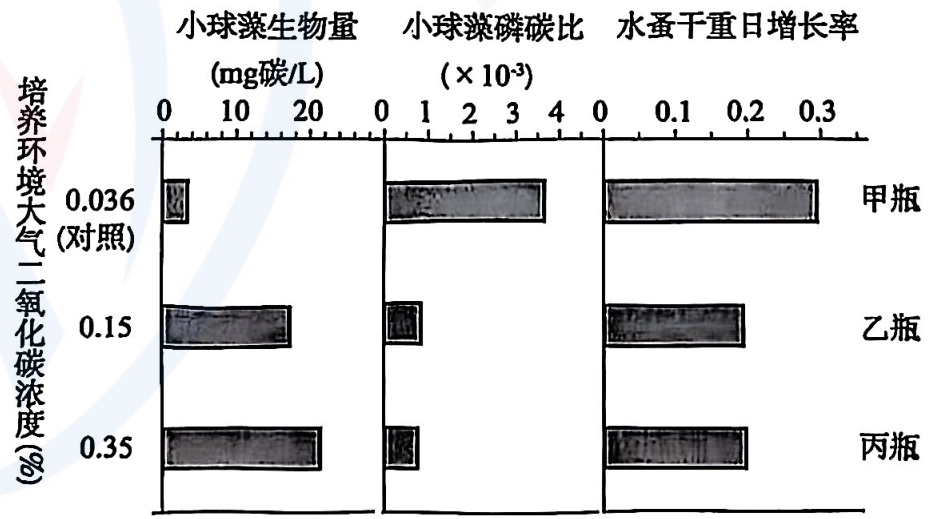 小球藻生物量 小球藻磷碳比 水蚤干重日增长率
(mg碳/L) (×10⁻³)
0 10 20 0 1 2 3 4 0 0.1 0.2 0.3
培养环境大气二氧化碳浓度(%)
0.036 甲瓶
(对照)
0.15 乙瓶
0.35 丙瓶